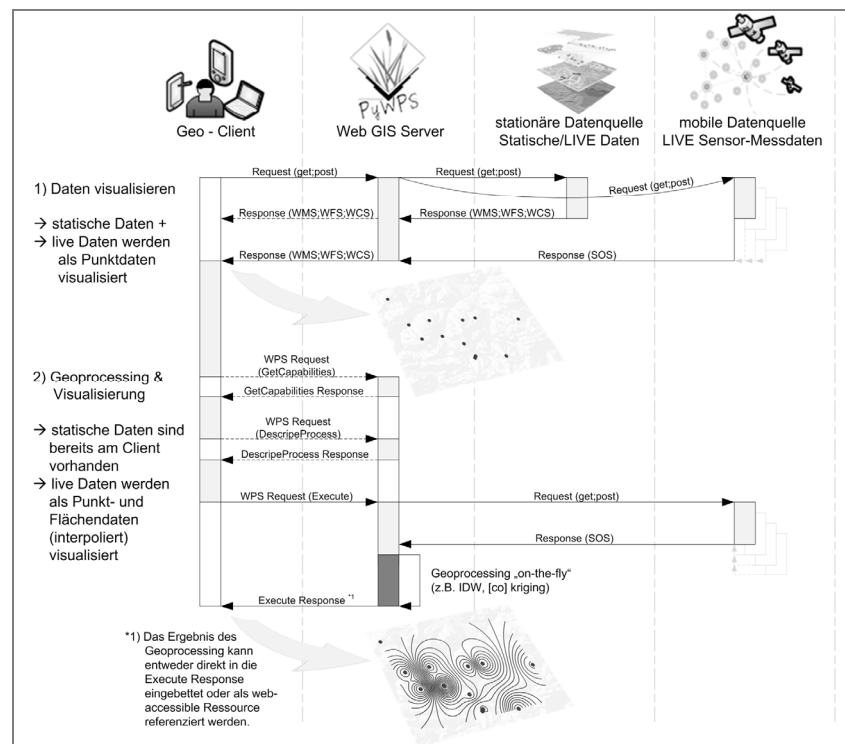 PyWPS
Geo - Client
Web GIS Server
stationäre Datenquelle
Statische/LIVE Daten
mobile Datenquelle
LIVE Sensor-Messdaten
1) Daten visualisieren
→ statische Daten +
→ live Daten werden
als Punktdaten
visualisiert
Request (get;post)
Request (get;post)
Request (get;post)
Response (WMS;WFS;WCS)
Response (WMS;WFS;WCS)
Response (WMS;WFS;WCS)
Response (SOS)
2) Geoprocessing &
Visualisierung
→ statische Daten sind
bereits am Client
vorhanden
→ live Daten werden
als Punkt- und
Flächendaten
(interpoliert)
visualisiert
WPS Request
(GetCapabilities)
GetCapabilities Response
WPS Request
(DescripeProcess)
DescripeProcess Response
WPS Request (Execute)
Request (get;post)
Response (SOS)
Geoprocessing „on-the-fly“
(z.B. IDW, [co] kriging)
Execute Response *1
*1) Das Ergebnis des
Geoprocessing kann
entweder direkt in die
Execute Response
eingebettet oder als web-
accessible Ressource
referenziert werden.